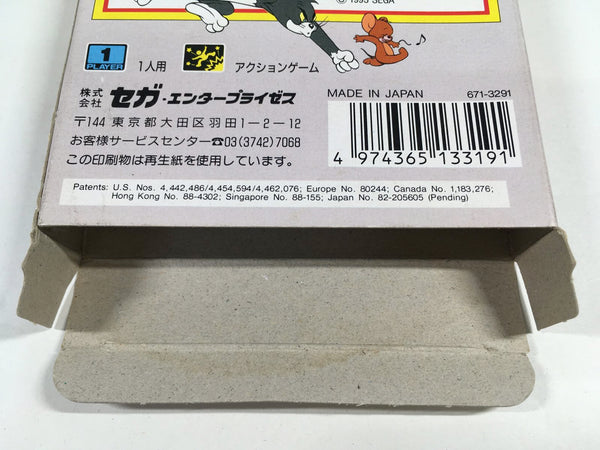 © 1993 SEGA
1
PLAYER
1人用
アクションゲーム
株式会社 セガ・エンタープライゼス
〒144 東京都大田区羽田1-2-12
お客様サービスセンター☎03(3742)7068
この印刷物は再生紙を使用しています。
MADE IN JAPAN 671-3291
4 974365 133191
Patents: U.S. Nos. 4,442,486/4,454,594/4,462,076; Europe No. 80244; Canada No. 1,183,276;
Hong Kong No. 88-4302; Singapore No. 88-155; Japan No. 82-205605 (Pending)